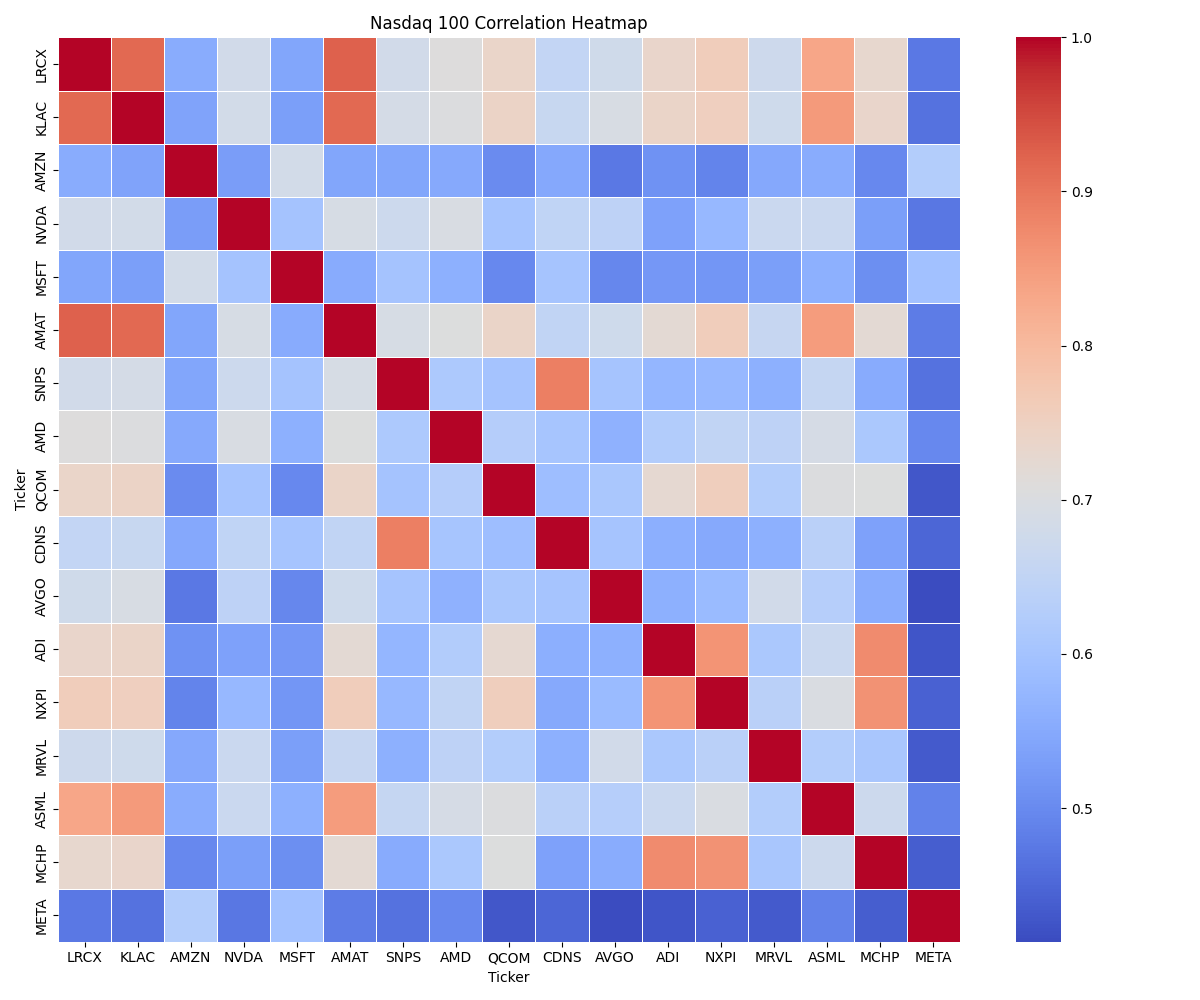 Nasdaq 100 Correlation Heatmap
Ticker
LRCX
KLAC
AMZN
NVDA
MSFT
AMAT
SNPS
AMD
QCOM
CDNS
AVGO
ADI
NXPI
MRVL
ASML
MCHP
META
LRCX KLAC AMZN NVDA MSFT AMAT SNPS AMD QCOM CDNS AVGO ADI NXPI MRVL ASML MCHP META
Ticker
1.0
0.9
0.8
0.7
0.6
0.5